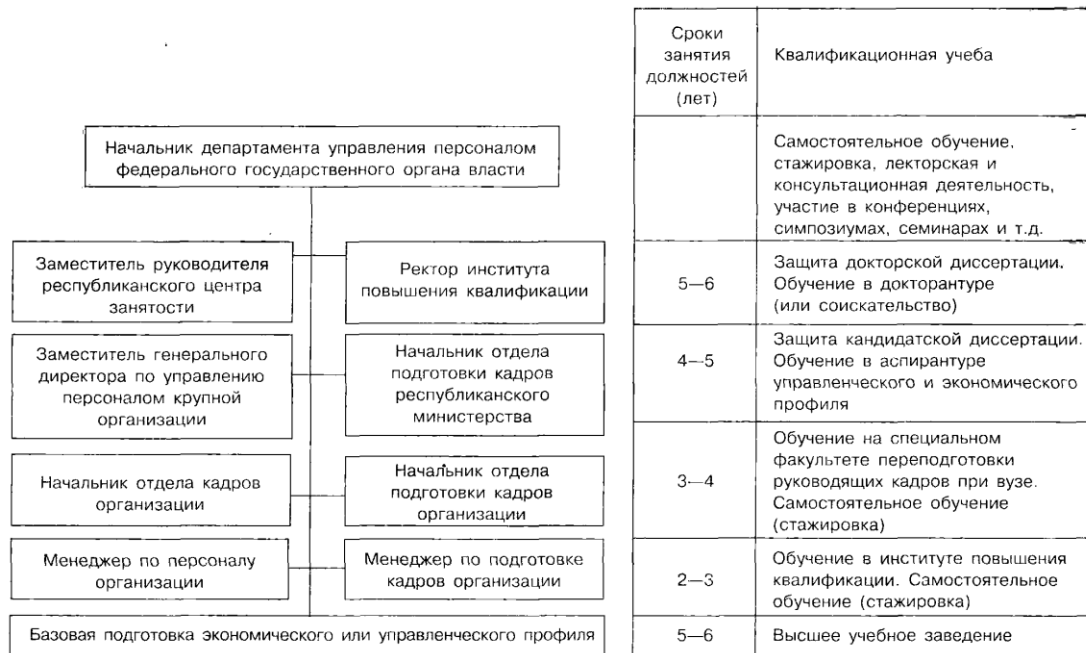 Сроки
занятия
должностей
(лет)
Квалификационная учеба
Начальник департамента управления персоналом
федерального государственного органа власти
Самостоятельное обучение,
стажировка, лекторская и
консультационная деятельность,
участие в конференциях,
симпозиумах, семинарах и т.д.
Заместитель руководителя
республиканского центра
занятости
Ректор института
повышения квалификации
5—6
Защита докторской диссертации.
Обучение в докторантуре
(или соискательство)
Заместитель генерального
директора по управлению
персоналом крупной
организации
Начальник отдела
подготовки кадров
республиканского
министерства
4—5
Защита кандидатской диссертации.
Обучение в аспирантуре
управленческого и экономического
профиля
Начальник отдела кадров
организации
Начальник отдела
подготовки кадров
организации
3—4
Обучение на специальном
факультете переподготовки
руководящих кадров при вузе.
Самостоятельное обучение
(стажировка)
Менеджер по персоналу
организации
Менеджер по подготовке
кадров организации
2—3
Обучение в институте повышения
квалификации. Самостоятельное
обучение (стажировка)
Базовая подготовка экономического или управленческого профиля
5—6
Высшее учебное заведение